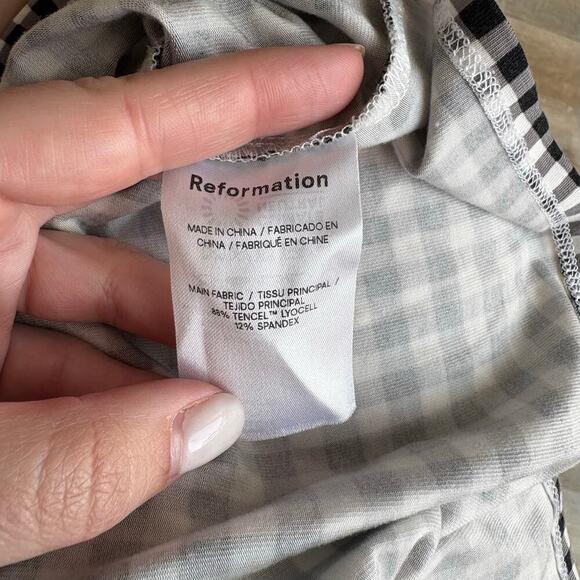 Reformation
MADE IN CHINA / FABRICADO EN
CHINA / FABRIQUÉ EN CHINE
MAIN FABRIC / TISSU PRINCIPAL /
TEJIDO PRINCIPAL
88% TENCEL™ LYOCELL
12% SPANDEX